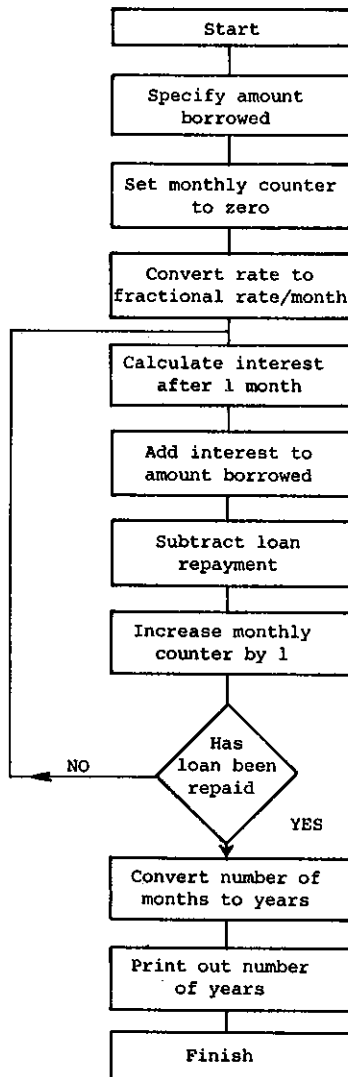 Start
Specify amount
borrowed
Set monthly counter
to zero
Convert rate to
fractional rate/month
Calculate interest
after 1 month
Add interest to
amount borrowed
Subtract loan
repayment
Increase monthly
counter by 1
Has
loan been
repaid
NO
YES
Convert number of
months to years
Print out number
of years
Finish